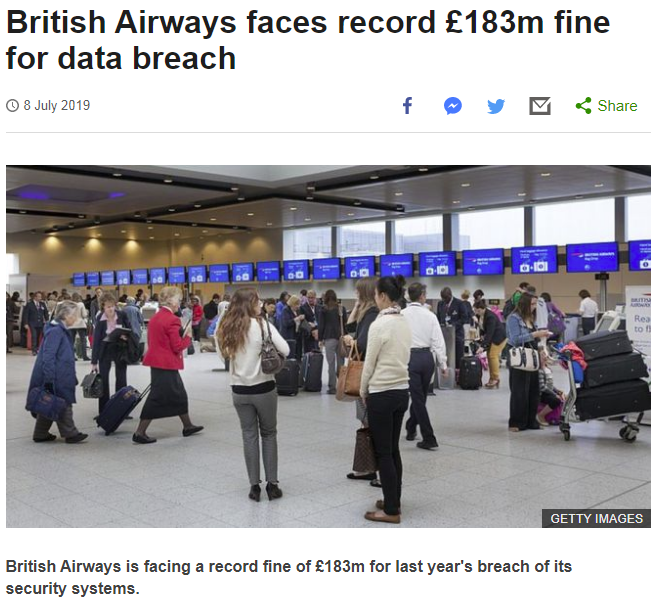 British Airways faces record £183m fine
for data breach
8 July 2019
Share
GETTY IMAGES
British Airways is facing a record fine of £183m for last year's breach of its
security systems.